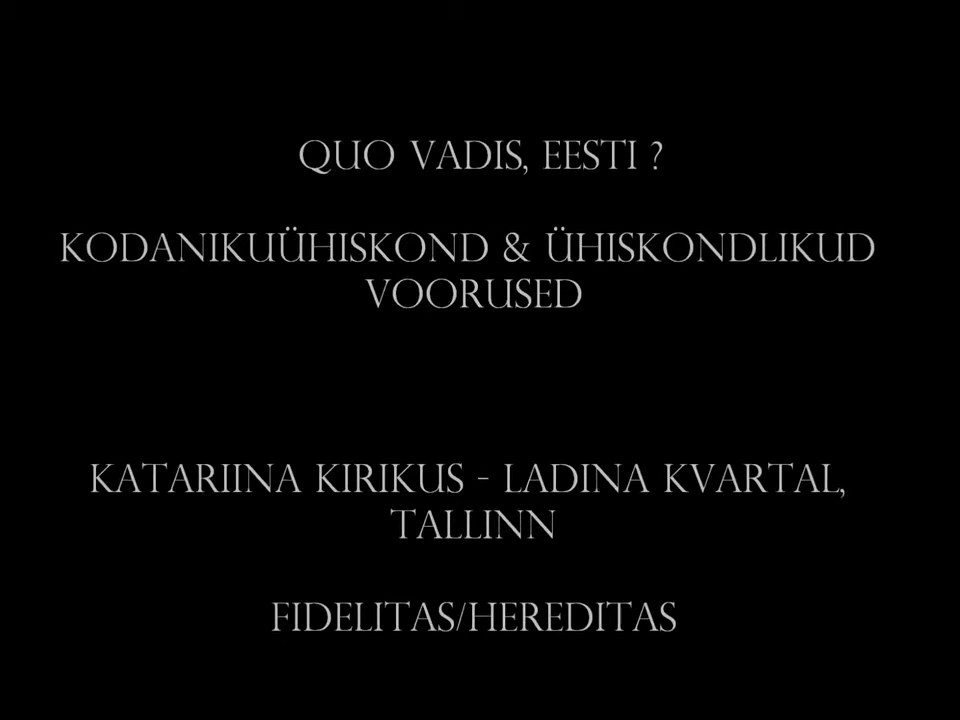 QUO VADIS, EESTI ?
KODANIKUÜHISKOND & ÜHISKONDLIKUD
VOORUSED
KATARIINA KIRIKUS - LADINA KVARTAL,
TALLINN
FIDELITAS/HEREDITAS